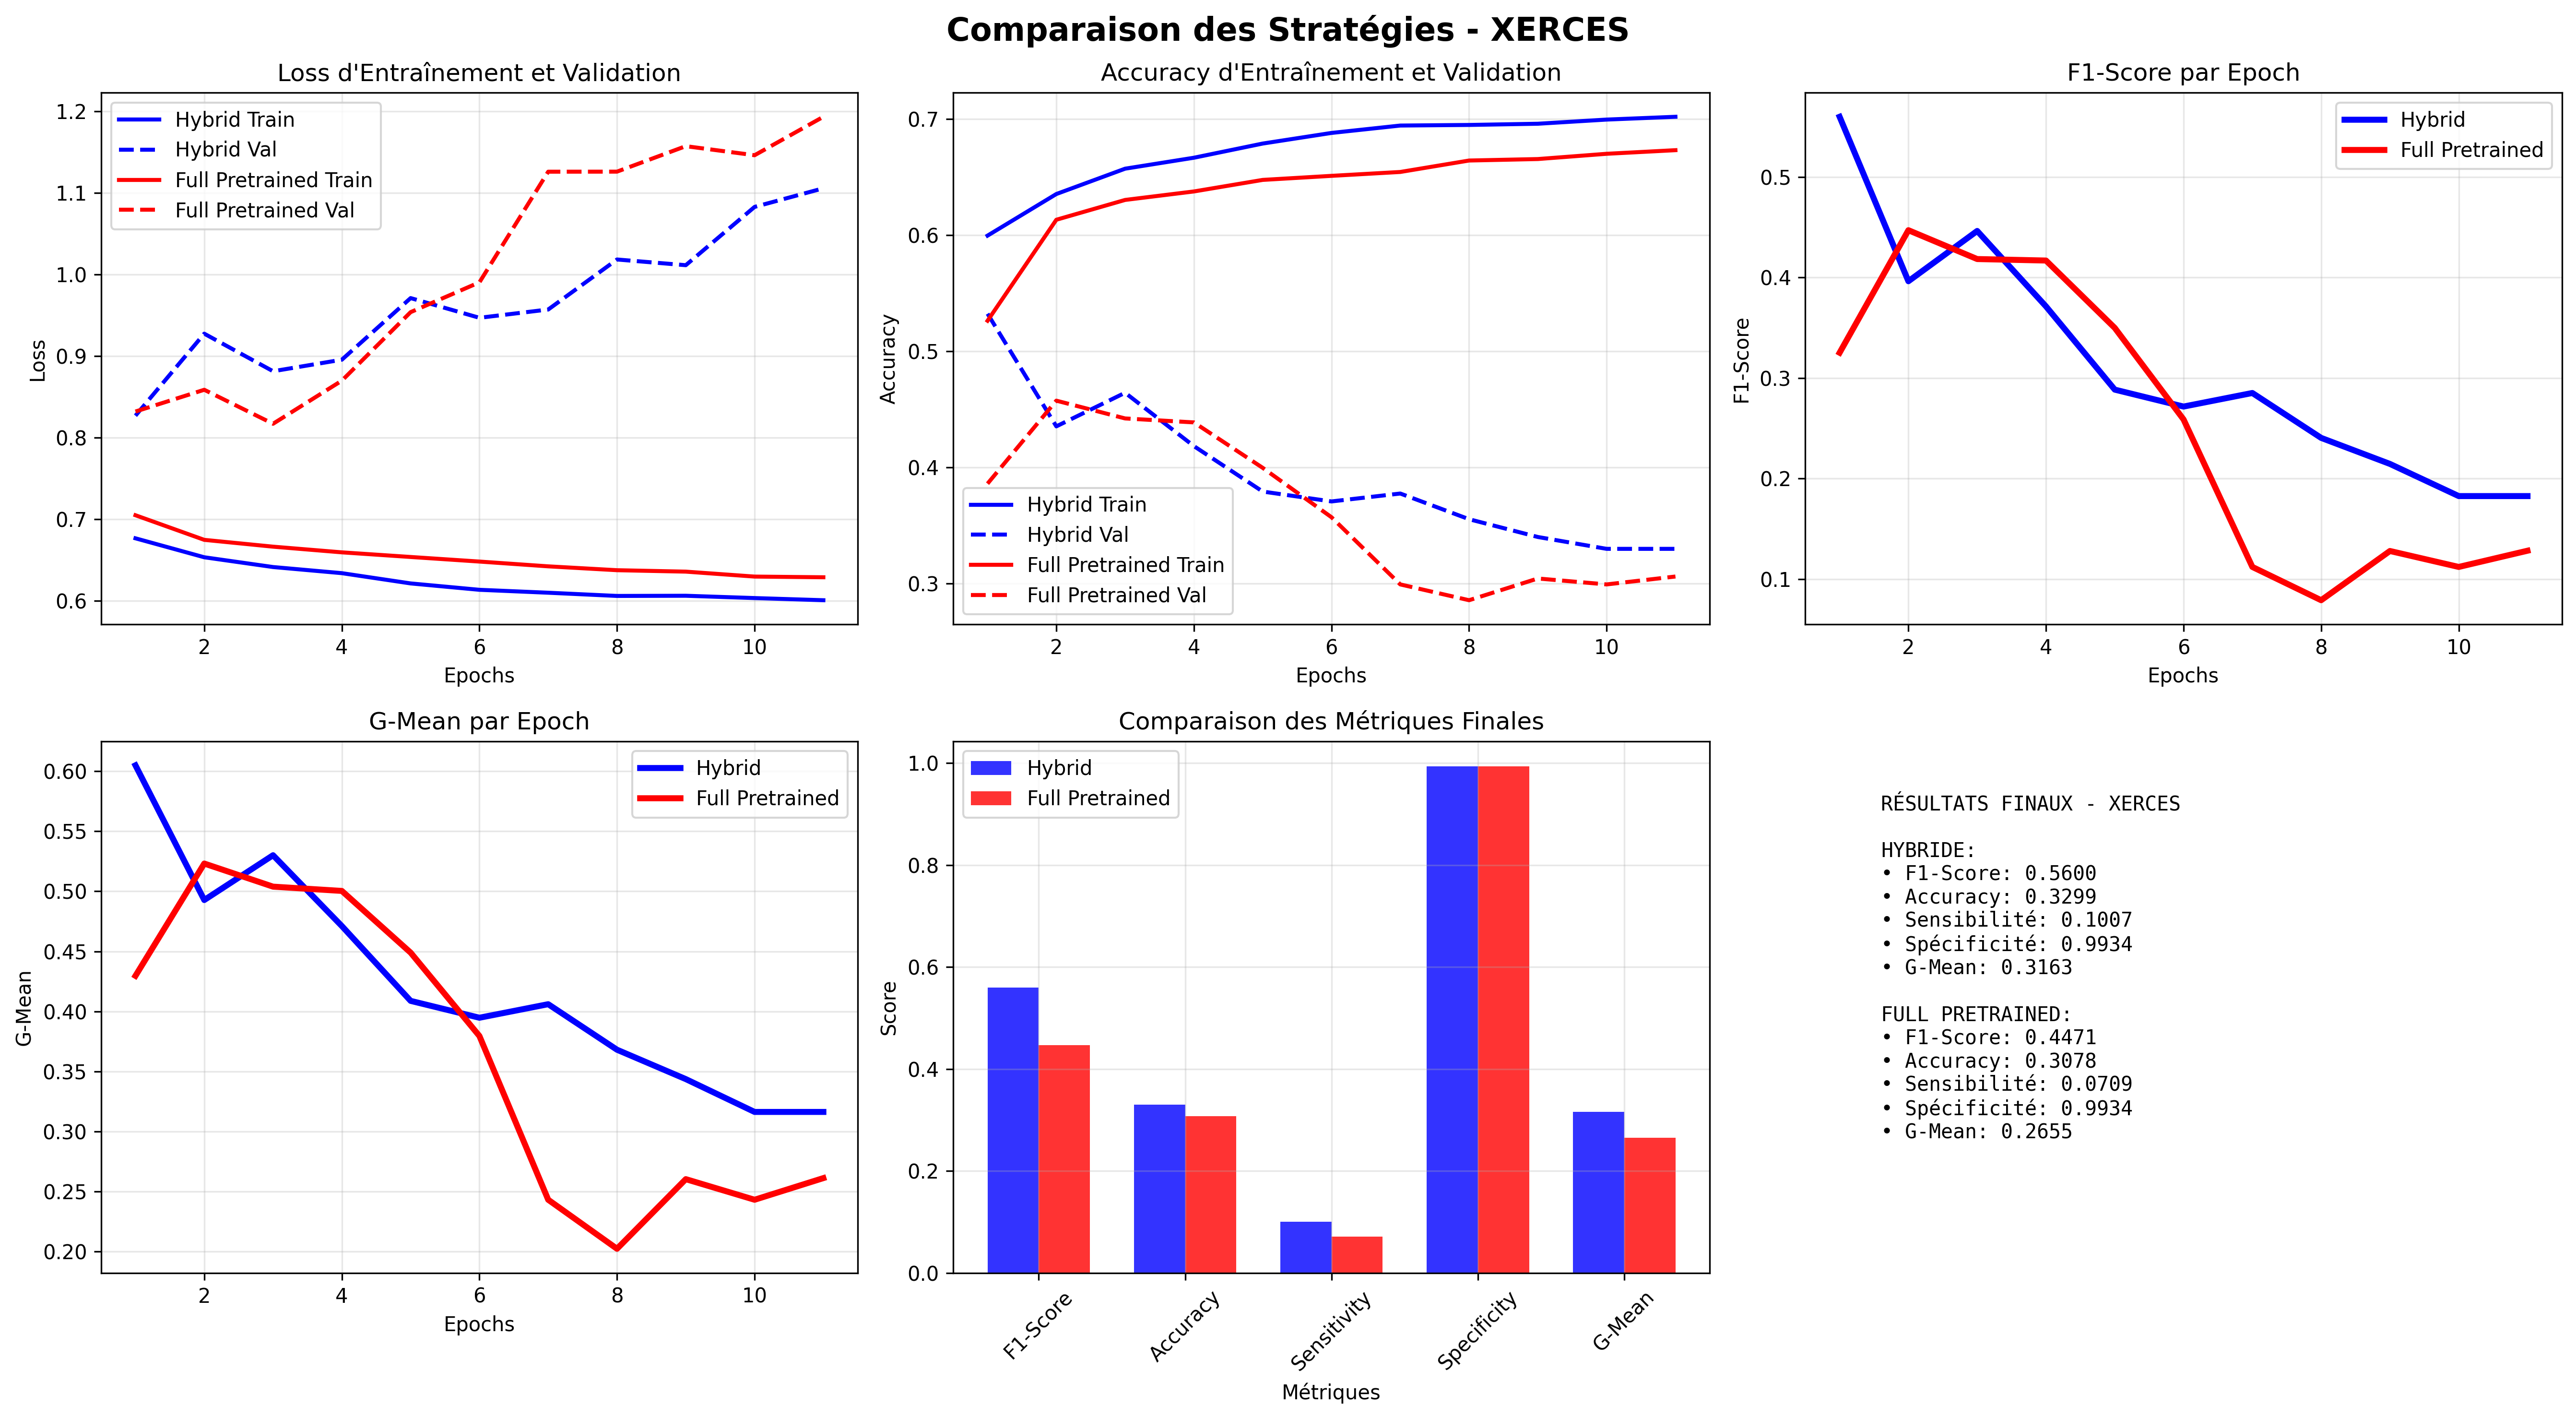 Comparaison des Stratégies - XERCES
Loss d'Entraînement et Validation
1.2
1.1
1.0
0.9
0.8
0.7
0.6
Loss
Hybrid Train
Hybrid Val
Full Pretrained Train
Full Pretrained Val
2
4
6
8
10
Epochs
Accuracy d'Entraînement et Validation
0.7
0.6
0.5
0.4
0.3
Accuracy
Hybrid Train
Hybrid Val
Full Pretrained Train
Full Pretrained Val
2
4
6
8
10
Epochs
F1-Score par Epoch
0.5
0.4
0.3
0.2
0.1
F1-Score
Hybrid
Full Pretrained
2
4
6
8
10
Epochs
G-Mean par Epoch
0.60
0.55
0.50
0.45
0.40
0.35
0.30
0.25
0.20
G-Mean
Hybrid
Full Pretrained
2
4
6
8
10
Epochs
Comparaison des Métriques Finales
1.0
0.8
0.6
0.4
0.2
0.0
Score
Hybrid
Full Pretrained
F1-Score
Accuracy
Sensitivity
Specificity
G-Mean
Métriques
RÉSULTATS FINAUX - XERCES
HYBRIDE:
• F1-Score: 0.5600
• Accuracy: 0.3299
• Sensibilité: 0.1007
• Spécificité: 0.9934
• G-Mean: 0.3163
FULL PRETRAINED:
• F1-Score: 0.4471
• Accuracy: 0.3078
• Sensibilité: 0.0709
• Spécificité: 0.9934
• G-Mean: 0.2655